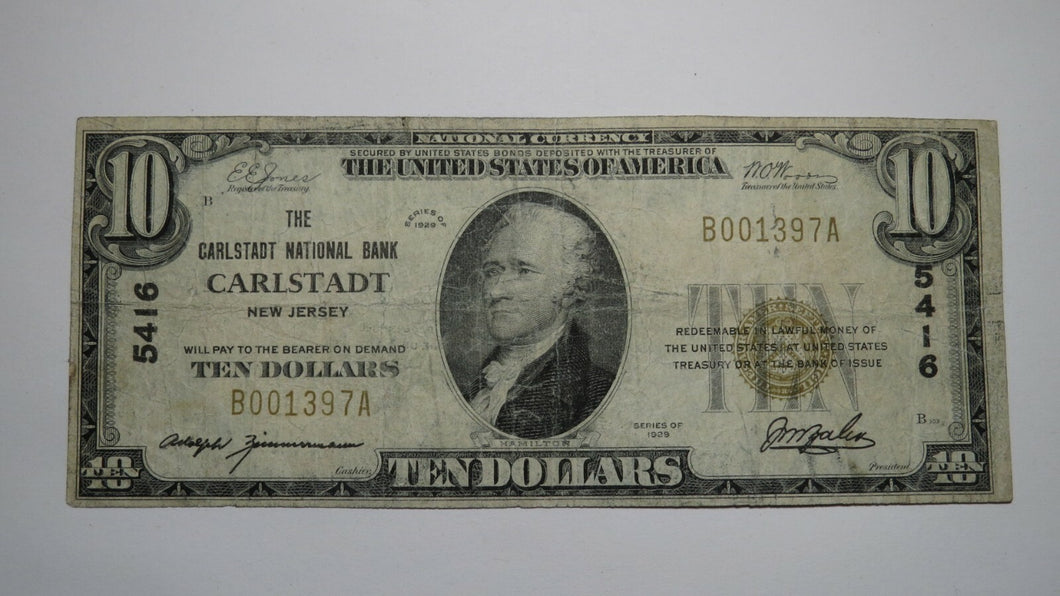 NATIONAL CURRENCY
SECURED BY UNITED STATES BONDS DEPOSITED WITH THE TREASURER OF
THE UNITED STATES OF AMERICA
10
10
E E Jones
Register of the Treasury.
W.O. Woods
Treasurer of the United States.
B
THE
CARLSTADT NATIONAL BANK
CARLSTADT
NEW JERSEY
SERIES OF
1929
B001397A
5416
5416
WILL PAY TO THE BEARER ON DEMAND
TEN DOLLARS
B001397A
TEN
REDEEMABLE IN LAWFUL MONEY OF
THE UNITED STATES AT UNITED STATES
TREASURY OR AT THE BANK OF ISSUE
SERIES OF
1929
B
Adolph Zimmermann
Cashier.
President.
HAMILTON
TEN DOLLARS
10
TEN
10
TEN